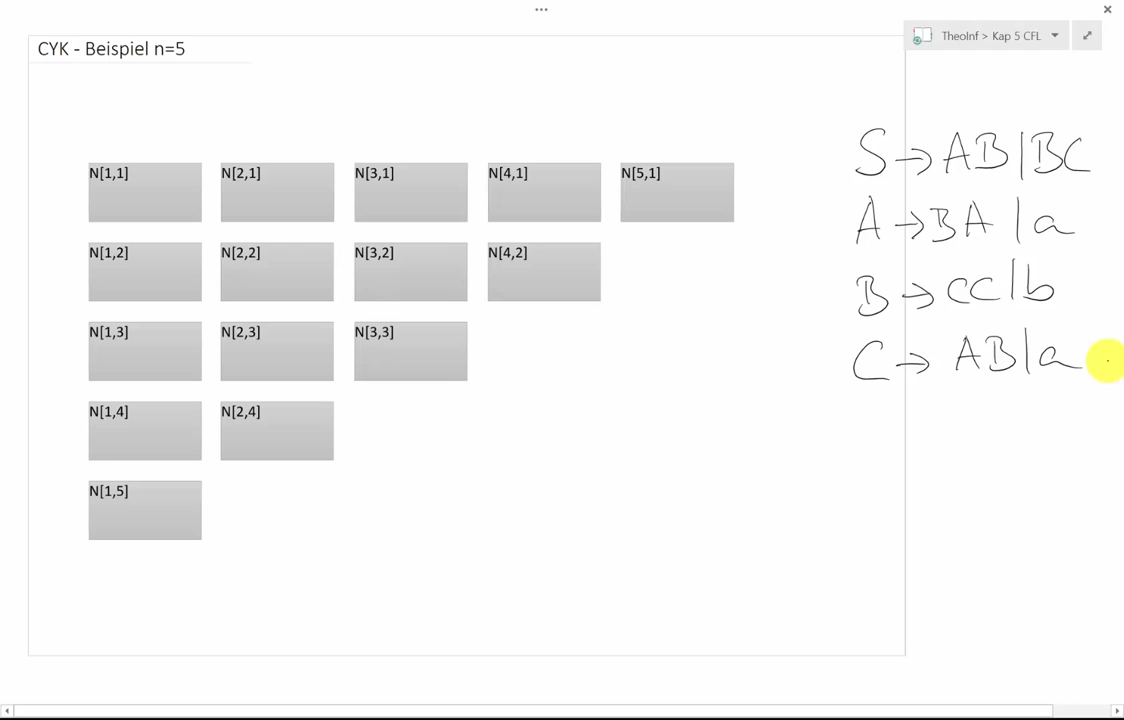 TheoInf > Kap 5 CFL
CYK - Beispiel n=5
S → AB | BC
N[1,1] N[2,1] N[3,1] N[4,1] N[5,1]
A → BA | a
N[1,2] N[2,2] N[3,2] N[4,2]
B → CC | b
N[1,3] N[2,3] N[3,3]
C → AB | a
N[1,4] N[2,4]
N[1,5]